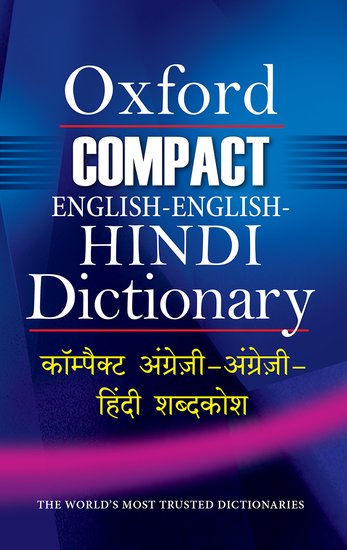 Oxford
COMPACT
ENGLISH-ENGLISH-
HINDI
Dictionary
कॉम्पैक्ट अंग्रेज़ी–अंग्रेज़ी–
हिंदी शब्दकोश
THE WORLD'S MOST TRUSTED DICTIONARIES